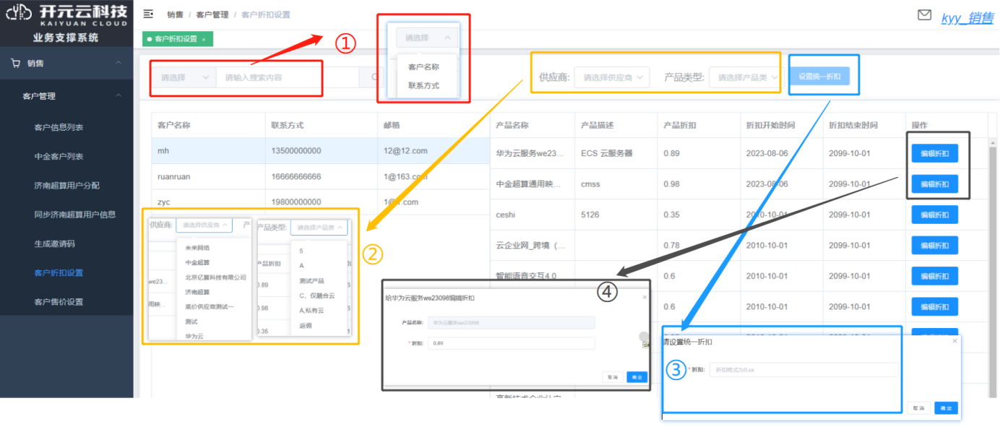 开元云科技
KAIYUAN CLOUD
业务支撑系统
销售
客户管理
客户信息列表
中金客户列表
济南超算用户分配
同步济南超算用户信息
生成邀请码
客户折扣设置
客户售价设置
销售 / 客户管理 / 客户折扣设置
kyy_销售
客户折扣设置 ×
请选择 请输入搜索内容
①
请选择
客户名称
联系方式
供应商: 请选择供应商 产品类型: 请选择产品类 设置统一折扣
客户名称 联系方式 邮箱
mh 13500000000 12@12.com
ruanruan 16666666666 1@163.com
zyc 19800000000
产品名称 产品描述 产品折扣 折扣开始时间 折扣结束时间 操作
华为云服务we23... ECS 云服务器 0.89 2023-08-06 2099-10-01 编辑折扣
中金超算通用映... cmss 0.98 2023-08-06 2099-10-01 编辑折扣
ceshi 5126 0.35 2010-10-01 2099-10-01 编辑折扣
云企业网_跨境（... 0.78 2010-10-01 2099-10-01 编辑折扣
智能语音交互4.0 0.6 2010-10-01 2099-10-01 编辑折扣
0.6 2010-10-01 2099-10-01 编辑折扣
供应商: 请选择供应商 产
未来网络
中金超算
北京亿算科技有限公司
济南超算
底价供应商测试一
测试
华为云
we23...
用映...
产品类型: 请选择产品类
产品折扣
0.89
0.98
0.35
5
A
测试产品
C，仅融合云
A,私有云
返佣
②
给华为云服务we23098编辑折扣 ×
④
产品名称: 华为云服务we23098
* 折扣: 0.89
取消 确定
请设置统一折扣 ×
③
* 折扣: 折扣格式为0.xx
取消 确定